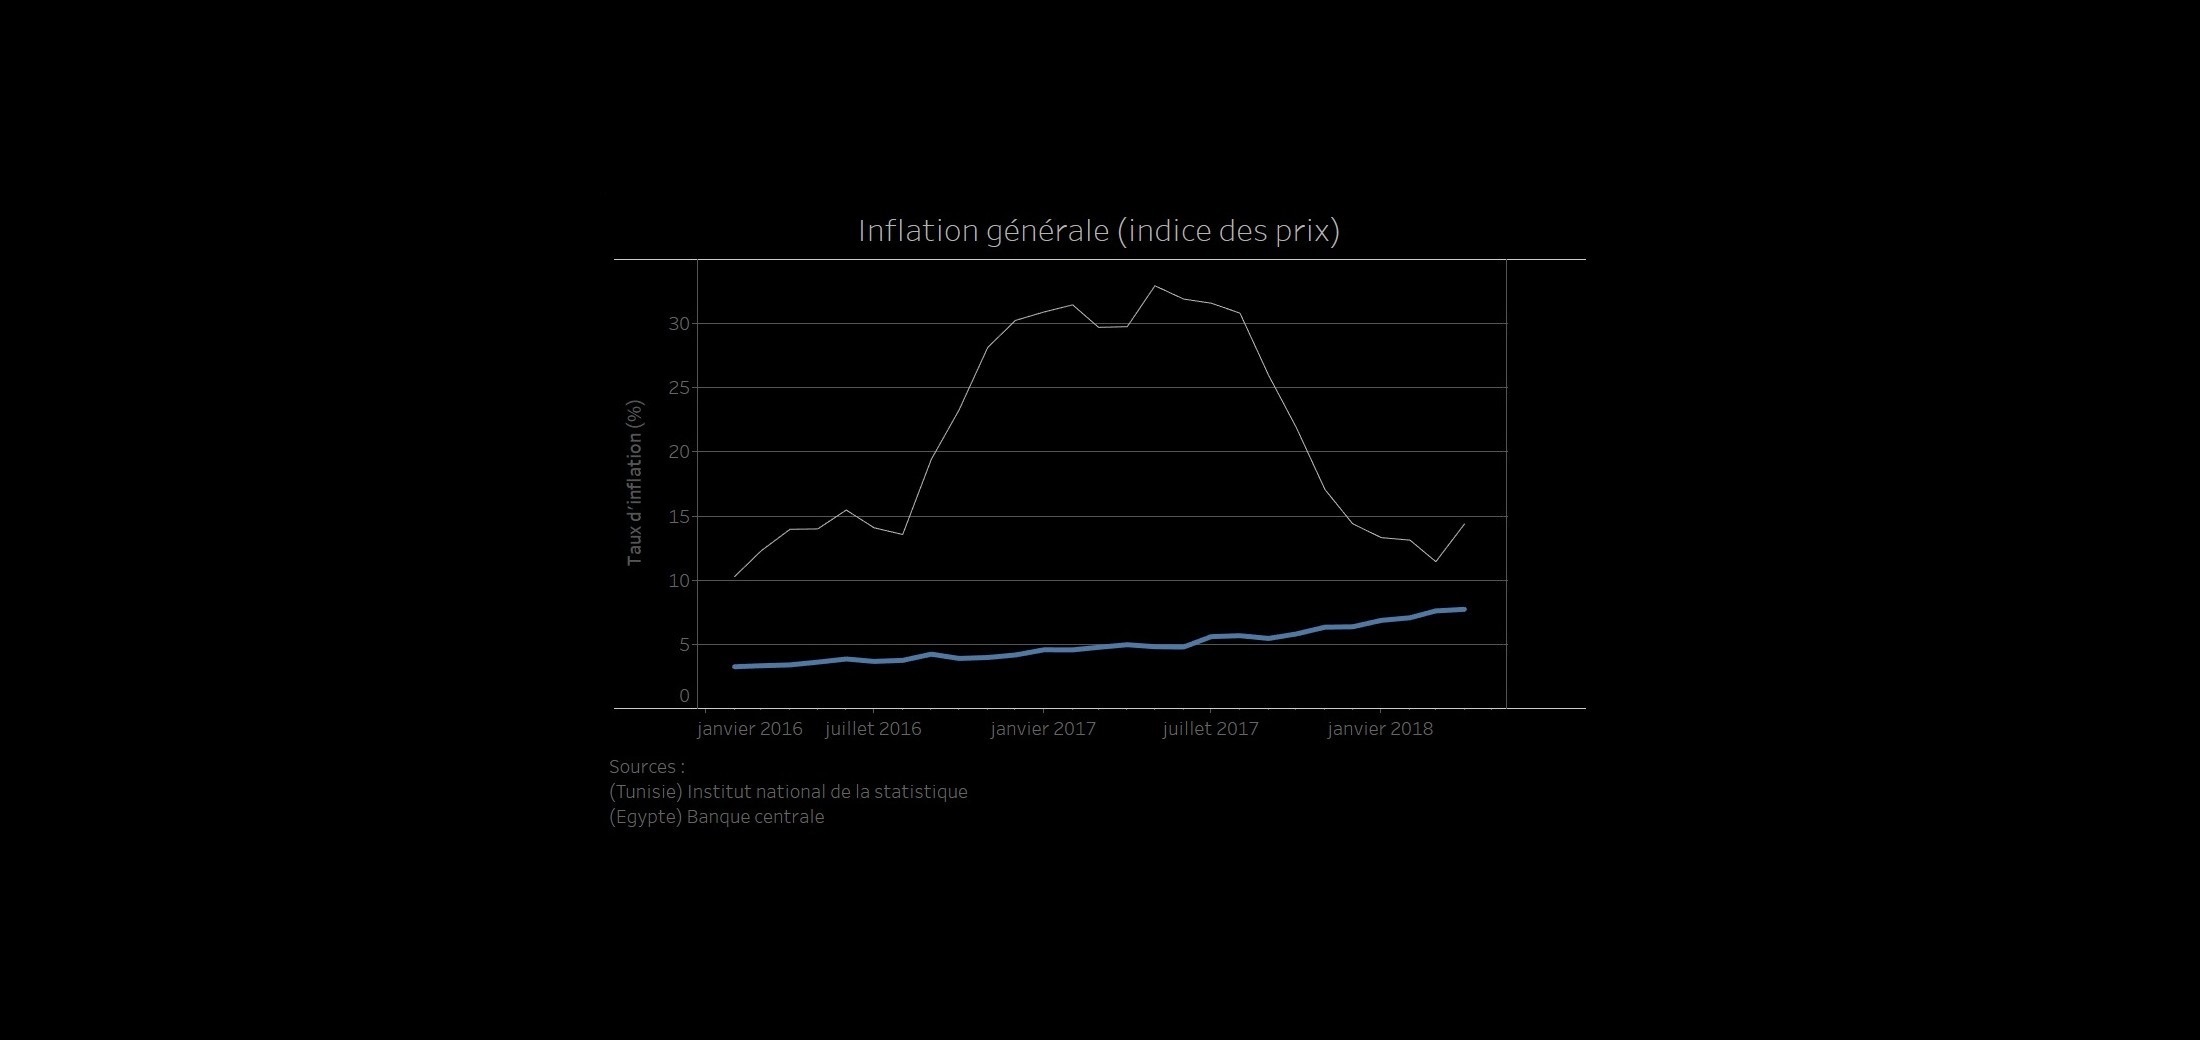 Inflation générale (indice des prix)
Taux d'inflation (%)
30
25
20
15
10
5
0
janvier 2016 juillet 2016 janvier 2017 juillet 2017 janvier 2018
Sources :
(Tunisie) Institut national de la statistique
(Egypte) Banque centrale